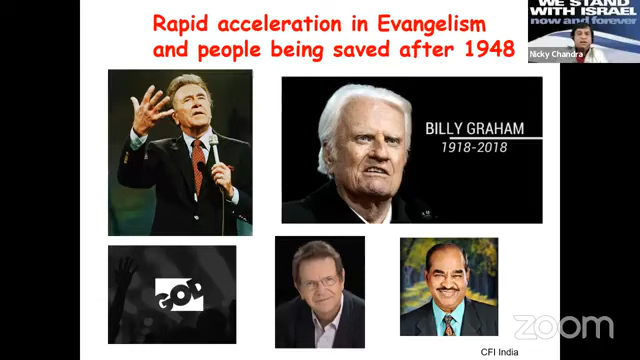 Rapid acceleration in Evangelism
and people being saved after 1948
WE STAND
WITH ISRAEL
now and forever
Nicky Chandra
BILLY GRAHAM
1918-2018
GOD
CFI India
zoom